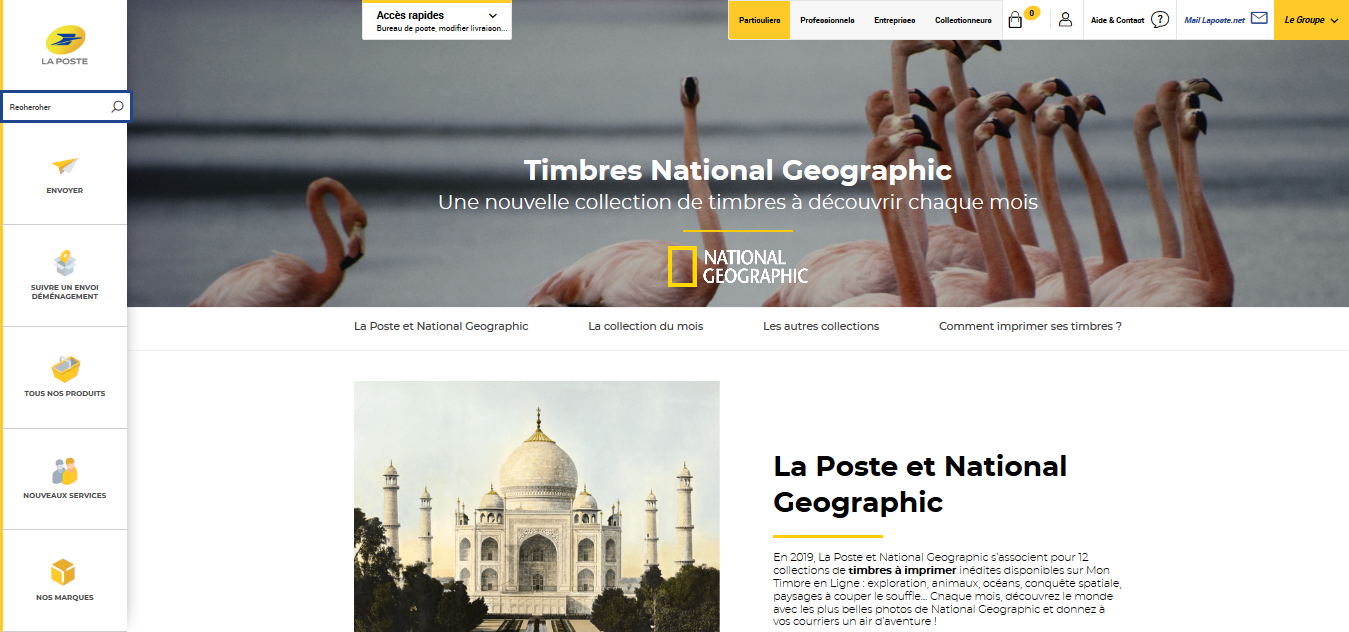 LA POSTE
Accès rapides
Bureau de poste, modifier livraison...
Particuliers
Professionnels
Entreprises
Collectionneurs
0
Aide & Contact
?
Mail Laposte.net
Le Groupe
Rechercher
ENVOYER
SUIVRE UN ENVOI
DÉMÉNAGEMENT
TOUS NOS PRODUITS
NOUVEAUX SERVICES
NOS MARQUES
Timbres National Geographic
Une nouvelle collection de timbres à découvrir chaque mois
NATIONAL
GEOGRAPHIC
La Poste et National Geographic
La collection du mois
Les autres collections
Comment imprimer ses timbres ?
La Poste et National
Geographic
En 2019, La Poste et National Geographic s'associent pour 12
collections de timbres à imprimer inédites disponibles sur Mon
Timbre en Ligne : exploration, animaux, océans, conquête spatiale,
paysages à couper le souffle... Chaque mois, découvrez le monde
avec les plus belles photos de National Geographic et donnez à
vos courriers un air d'aventure !